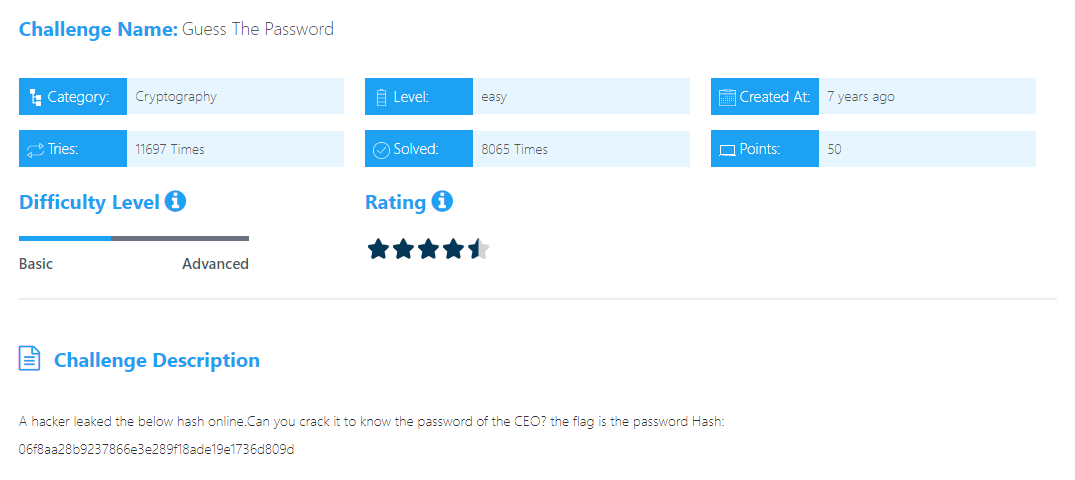 Challenge Name: Guess The Password
Category: Cryptography Level: easy Created At: 7 years ago
Tries: 11697 Times Solved: 8065 Times Points: 50
Difficulty Level Rating
Basic Advanced
Challenge Description
A hacker leaked the below hash online.Can you crack it to know the password of the CEO? the flag is the password Hash:
06f8aa28b9237866e3e289f18ade19e1736d809d